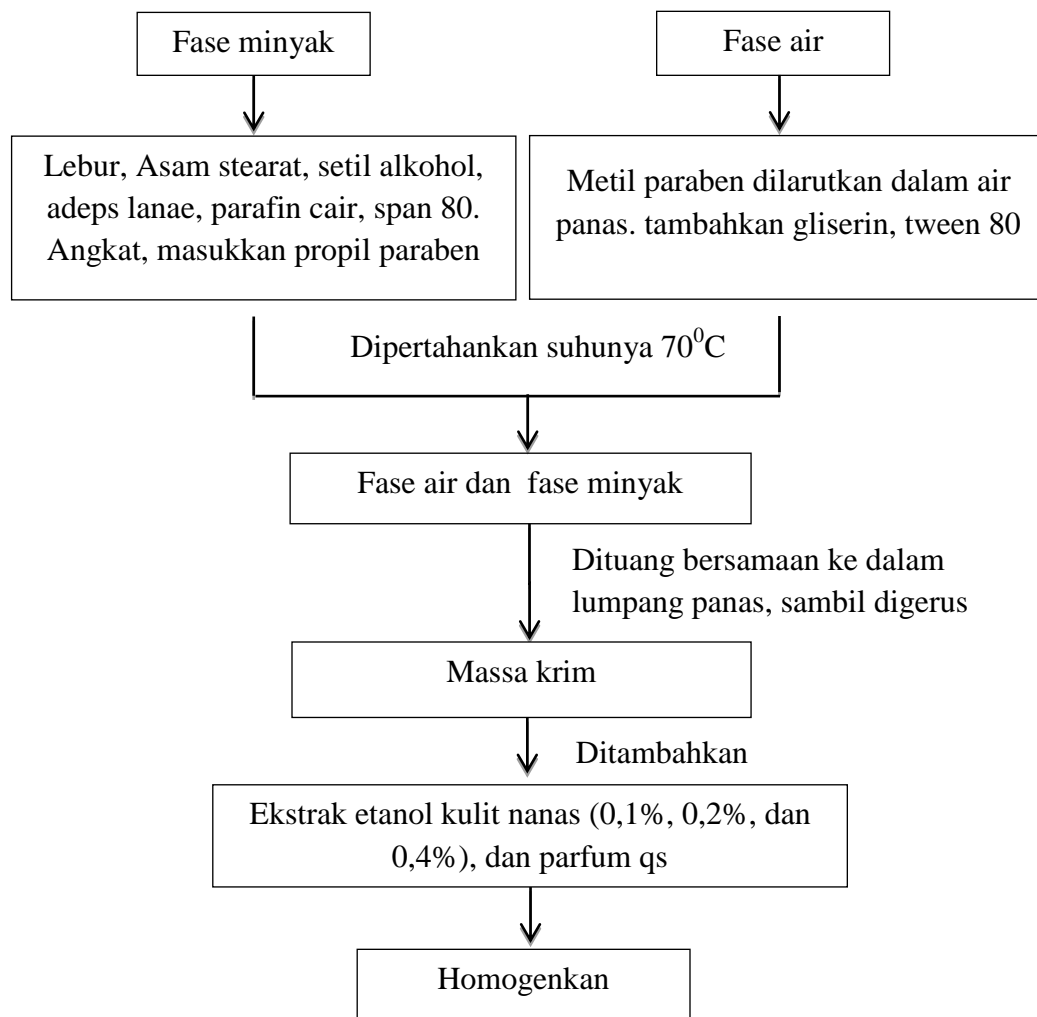 Fase minyak
Fase air
Lebur, Asam stearat, setil alkohol,
adeps lanae, parafin cair, span 80.
Angkat, masukkan propil paraben
Metil paraben dilarutkan dalam air
panas. tambahkan gliserin, tween 80
Dipertahankan suhunya 70⁰C
Fase air dan fase minyak
Dituang bersamaan ke dalam
lumpang panas, sambil digerus
Massa krim
Ditambahkan
Ekstrak etanol kulit nanas (0,1%, 0,2%, dan
0,4%), dan parfum qs
Homogenkan